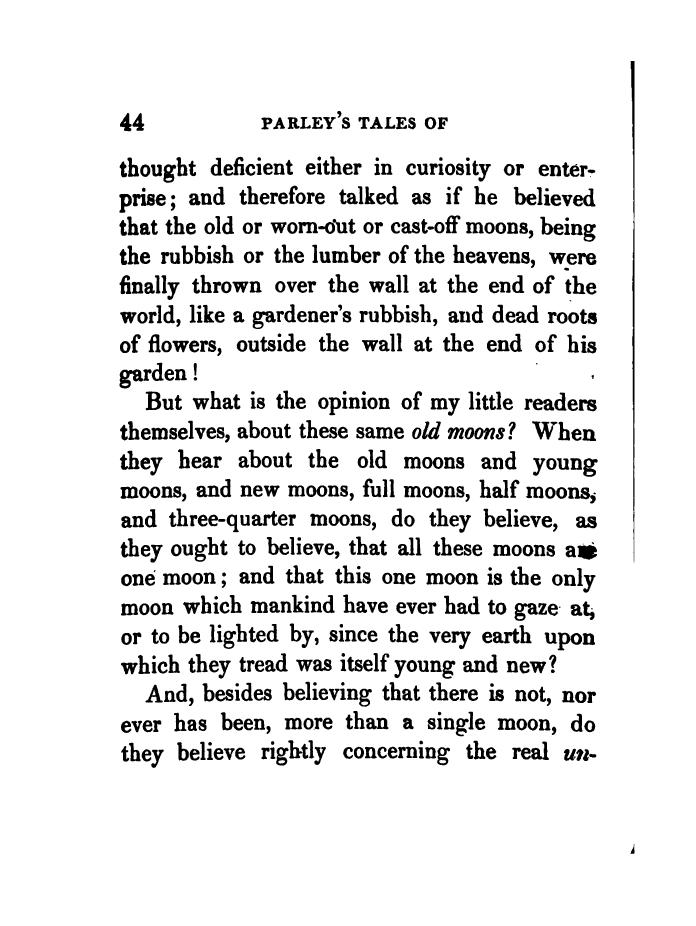 44 PARLEY'S TALES OF
thought deficient either in curiosity or enter-
prise; and therefore talked as if he believed
that the old or worn-out or cast-off moons, being
the rubbish or the lumber of the heavens, were
finally thrown over the wall at the end of the
world, like a gardener's rubbish, and dead roots
of flowers, outside the wall at the end of his
garden!
But what is the opinion of my little readers
themselves, about these same old moons? When
they hear about the old moons and young
moons, and new moons, full moons, half moons,
and three-quarter moons, do they believe, as
they ought to believe, that all these moons are
one moon; and that this one moon is the only
moon which mankind have ever had to gaze at,
or to be lighted by, since the very earth upon
which they tread was itself young and new?
And, besides believing that there is not, nor
ever has been, more than a single moon, do
they believe rightly concerning the real un-